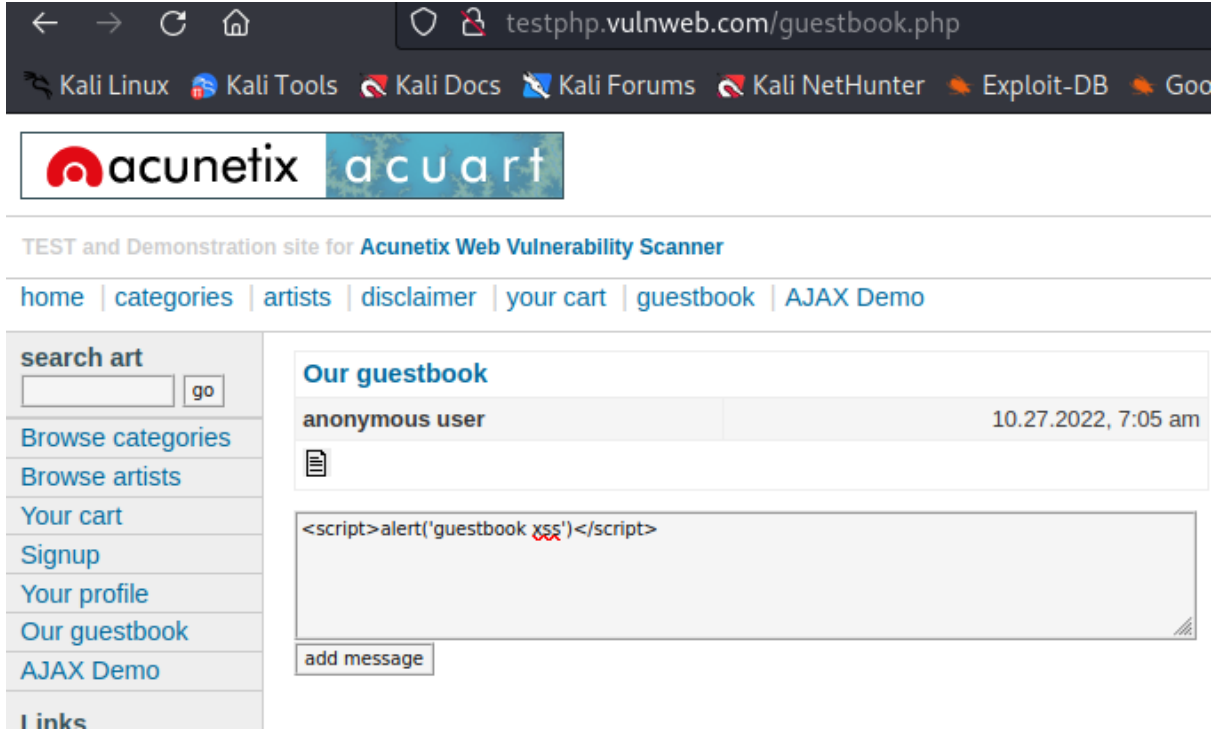 testphp.vulnweb.com/guestbook.php
Kali Linux Kali Tools Kali Docs Kali Forums Kali NetHunter Exploit-DB Goo
acunetix acuart
TEST and Demonstration site for Acunetix Web Vulnerability Scanner
home | categories | artists | disclaimer | your cart | guestbook | AJAX Demo
search art
go
Browse categories
Browse artists
Your cart
Signup
Your profile
Our guestbook
AJAX Demo
Links
Our guestbook
anonymous user 10.27.2022, 7:05 am
<script>alert('guestbook xss')</script>
add message